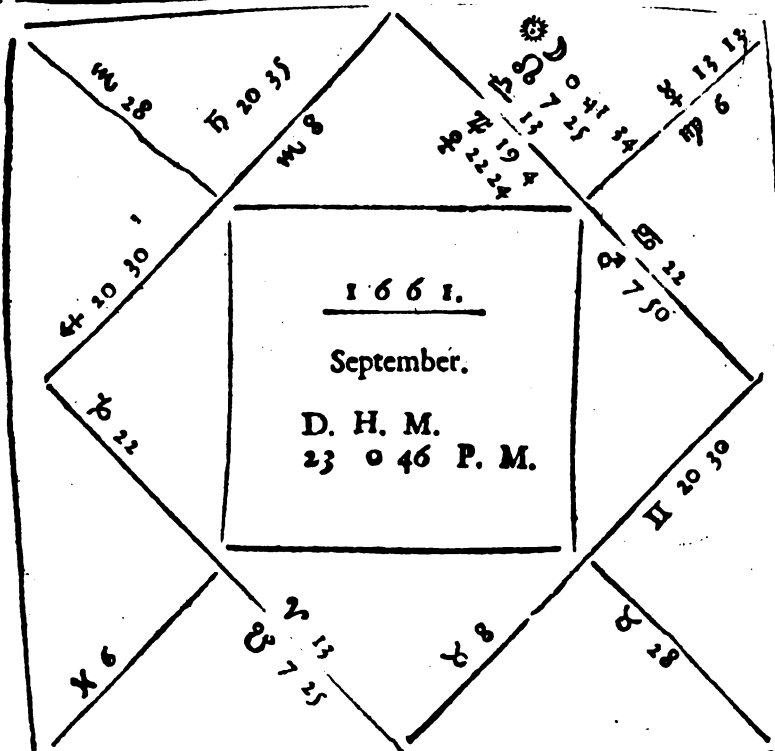 ♏ 28
♄ 20 35
♏ 8
☉ ☽ 0 41 34
☊ 7 25
♎ 13
♃ 19 4
♀ 22 24
☿ 13 13
♍ 6
♐ 20 30
♋ 22
♂ 7 50
1661.
September.
D. H. M.
23 0 46 P. M.
♑ 22
♊ 20 30
♈ 13
☋ 7 25
♓ 6
♉ 8
♉ 28